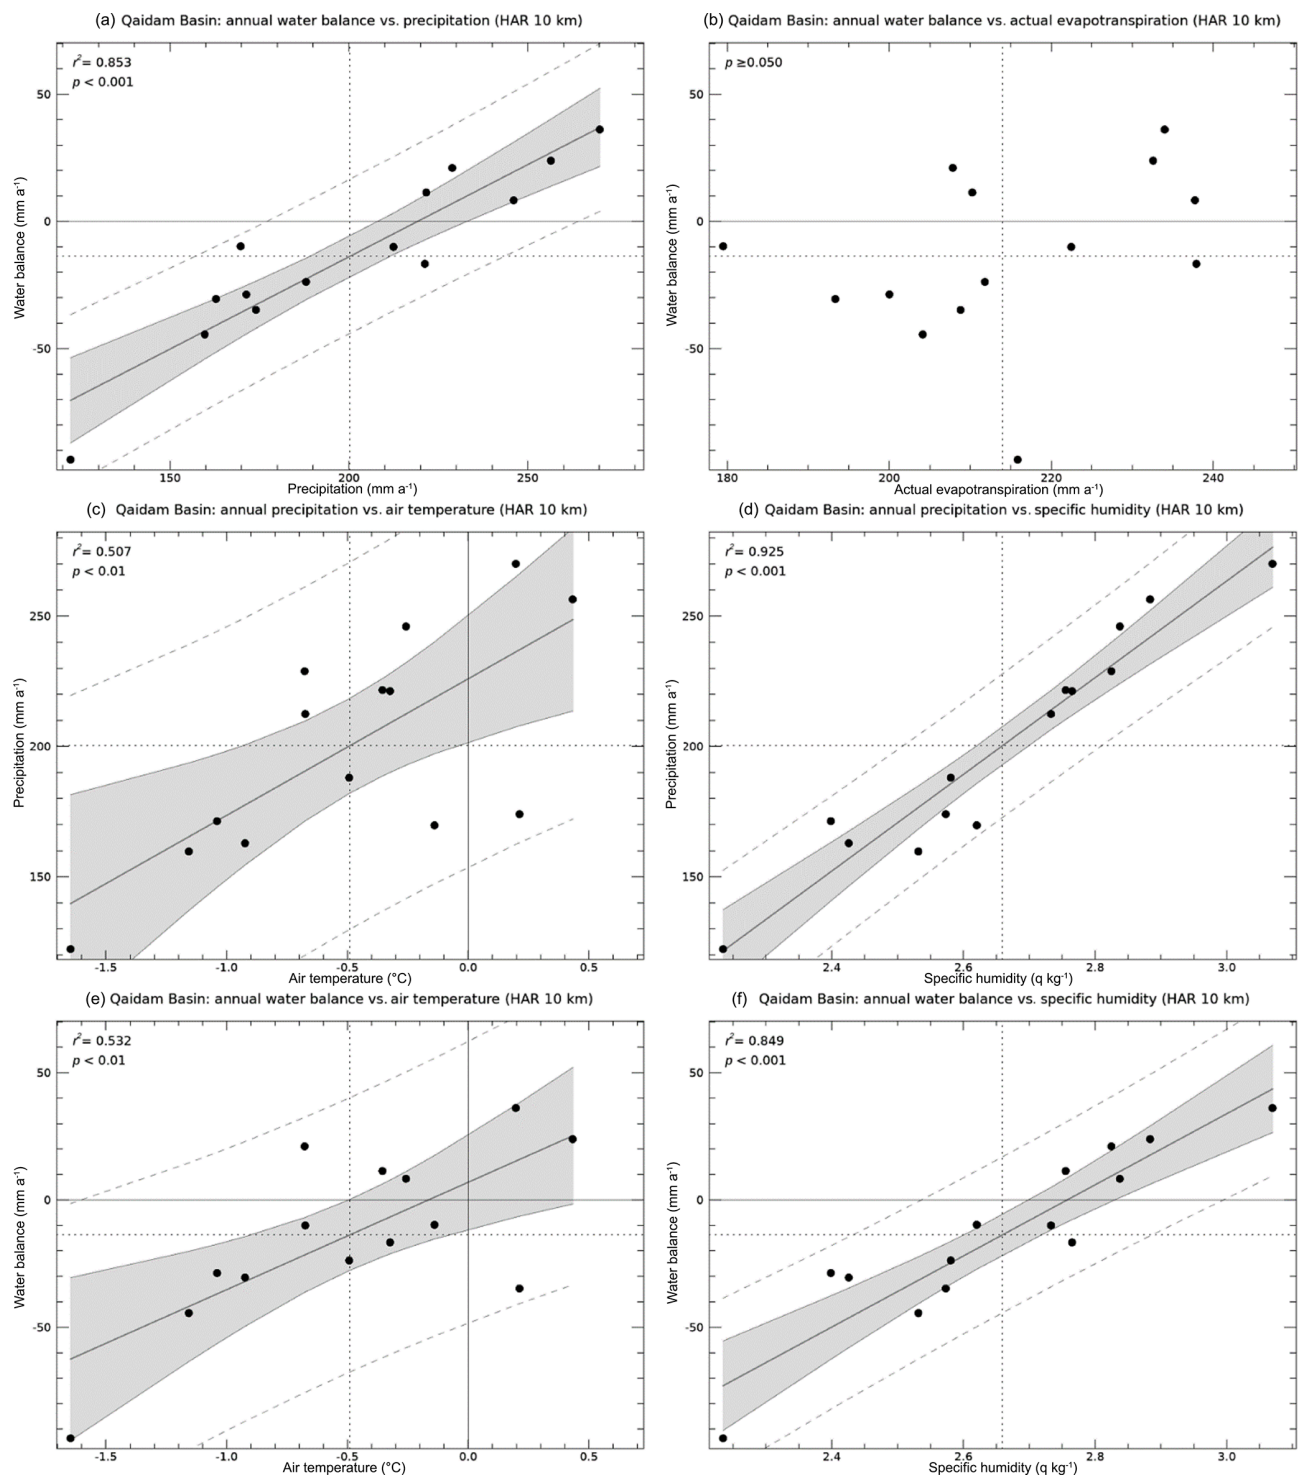 (a) Qaidam Basin: annual water balance vs. precipitation (HAR 10 km)
r²= 0.853
p < 0.001
50
0
-50
Water balance (mm a⁻¹)
150
200
250
Precipitation (mm a⁻¹)
(b) Qaidam Basin: annual water balance vs. actual evapotranspiration (HAR 10 km)
p ≥0.050
50
0
-50
Water balance (mm a⁻¹)
180
200
220
240
Actual evapotranspiration (mm a⁻¹)
(c) Qaidam Basin: annual precipitation vs. air temperature (HAR 10 km)
r²= 0.507
p < 0.01
250
200
150
Precipitation (mm a⁻¹)
-1.5
-1.0
-0.5
0.0
0.5
Air temperature (°C)
(d) Qaidam Basin: annual precipitation vs. specific humidity (HAR 10 km)
r²= 0.925
p < 0.001
250
200
150
Precipitation (mm a⁻¹)
2.4
2.6
2.8
3.0
Specific humidity (q kg⁻¹)
(e) Qaidam Basin: annual water balance vs. air temperature (HAR 10 km)
r²= 0.532
p < 0.01
50
0
-50
Water balance (mm a⁻¹)
-1.5
-1.0
-0.5
0.0
0.5
Air temperature (°C)
(f) Qaidam Basin: annual water balance vs. specific humidity (HAR 10 km)
r²= 0.849
p < 0.001
50
0
-50
Water balance (mm a⁻¹)
2.4
2.6
2.8
3.0
Specific humidity (q kg⁻¹)